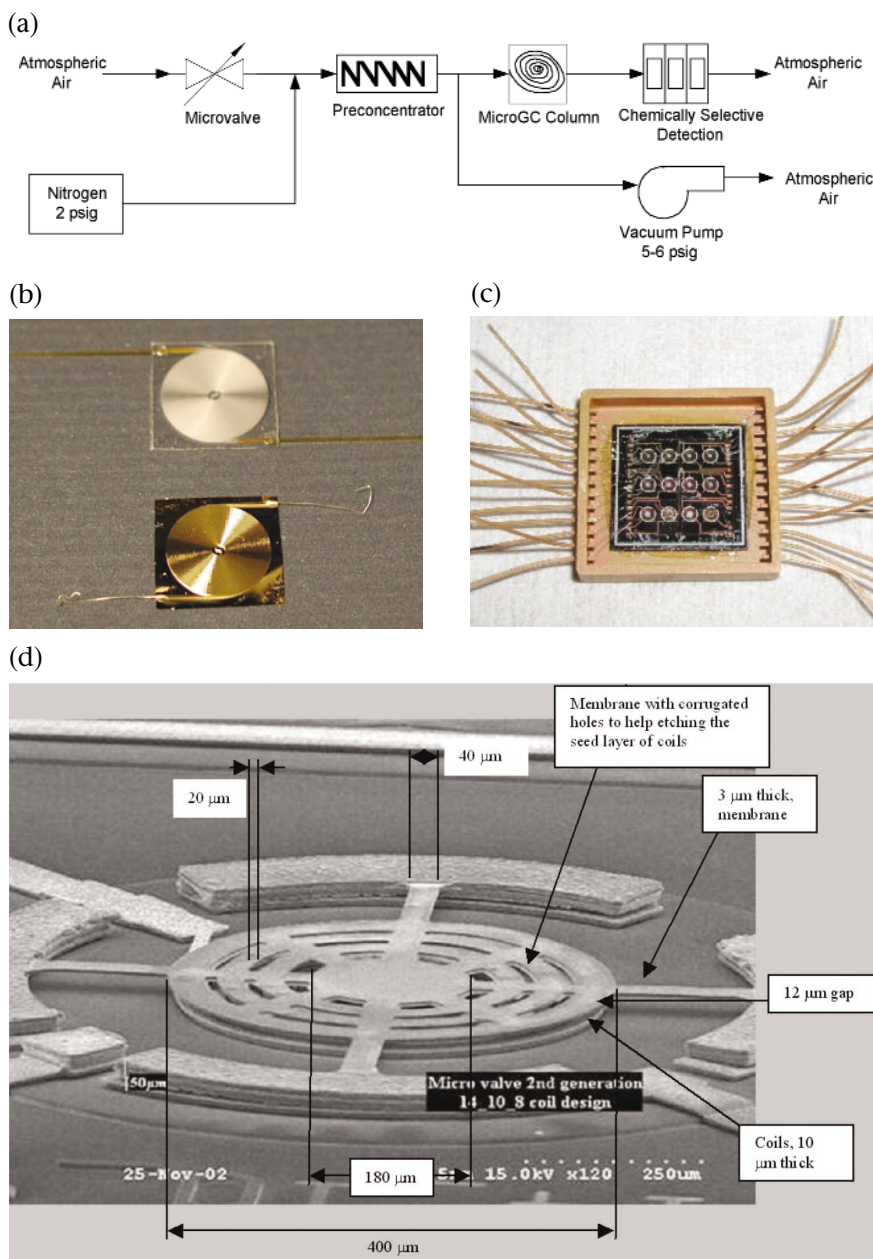 (a)
Atmospheric
Air
Microvalve
Preconcentrator
MicroGC Column
Chemically Selective
Detection
Atmospheric
Air
Nitrogen
2 psig
Vacuum Pump
5-6 psig
Atmospheric
Air
(b)
(c)
(d)
Membrane with corrugated
holes to help etching the
seed layer of coils
40 µm
20 µm
3 µm thick,
membrane
12 µm gap
50µm
Micro valve 2nd generation
14_10_8 coil design
Coils, 10
µm thick
25-Nov-02
180 µm
15.0kV x120 250um
400 µm